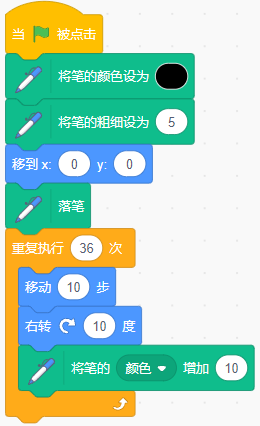 当 被点击
将笔的颜色设为
将笔的粗细设为 5
移到 x: 0 y: 0
落笔
重复执行 36 次
移动 10 步
右转 10 度
将笔的 颜色 增加 10